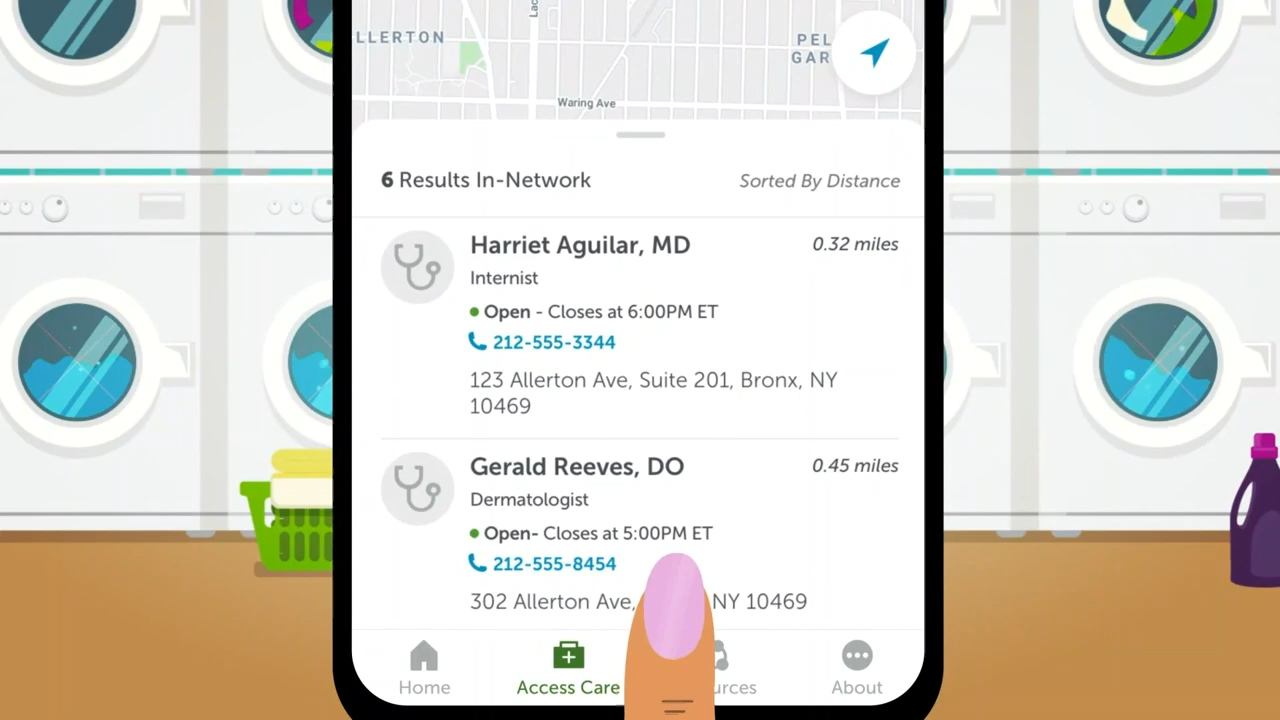 LLERTON
PEL
GAR
Waring Ave
6 Results In-Network
Sorted By Distance
Harriet Aguilar, MD
0.32 miles
Internist
Open - Closes at 6:00PM ET
212-555-3344
123 Allerton Ave, Suite 201, Bronx, NY
10469
Gerald Reeves, DO
0.45 miles
Dermatologist
Open- Closes at 5:00PM ET
212-555-8454
302 Allerton Ave, NY 10469
Home
Access Care
urces
About